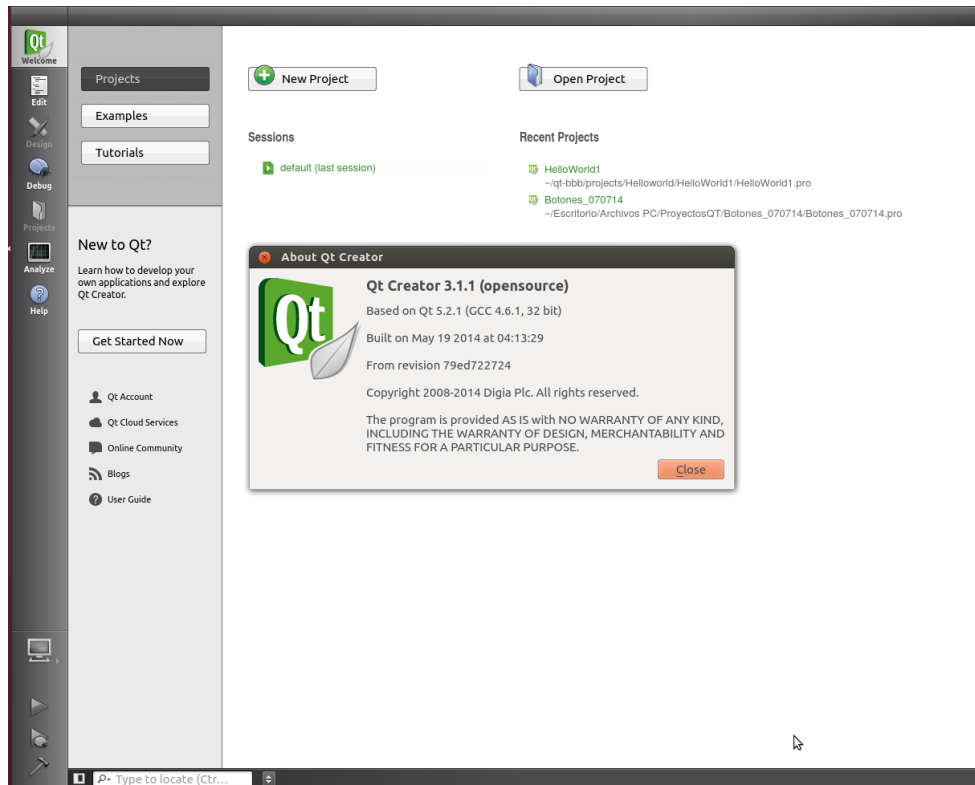 Qt
Welcome
Edit
Design
Debug
Projects
Analyze
Help
Projects
Examples
Tutorials
New to Qt?
Learn how to develop your
own applications and explore
Qt Creator.
Get Started Now
Qt Account
Qt Cloud Services
Online Community
Blogs
User Guide
New Project
Open Project
Sessions
default (last session)
Recent Projects
HelloWorld1
~/qt-bbb/projects/Helloworld/HelloWorld1/HelloWorld1.pro
Botones_070714
~/Escritorio/Archivos PC/ProyectosQT/Botones_070714/Botones_070714.pro
About Qt Creator
Qt
Qt Creator 3.1.1 (opensource)
Based on Qt 5.2.1 (GCC 4.6.1, 32 bit)
Built on May 19 2014 at 04:13:29
From revision 79ed722724
Copyright 2008-2014 Digia Plc. All rights reserved.
The program is provided AS IS with NO WARRANTY OF ANY KIND,
INCLUDING THE WARRANTY OF DESIGN, MERCHANTABILITY AND
FITNESS FOR A PARTICULAR PURPOSE.
Close
Type to locate (Ctr...